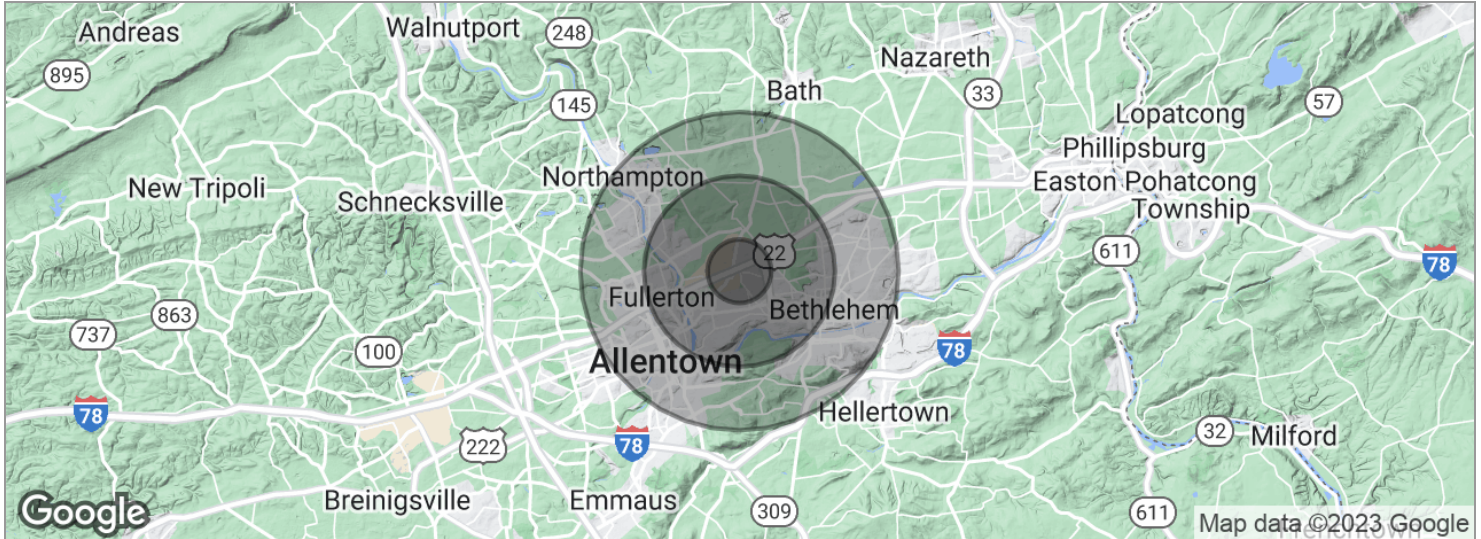 Andreas
Walnutport
248
Nazareth
895
145
Bath
33
57
Lopatcong
Phillipsburg
New Tripoli
Northampton
Schnecksville
Easton Pohatcong
Township
22
611
78
Fullerton
Bethlehem
863
737
100
Allentown
78
78
Hellertown
222
78
32
Milford
Breinigsville
Emmaus
309
611
Google
Map data ©2023 Google